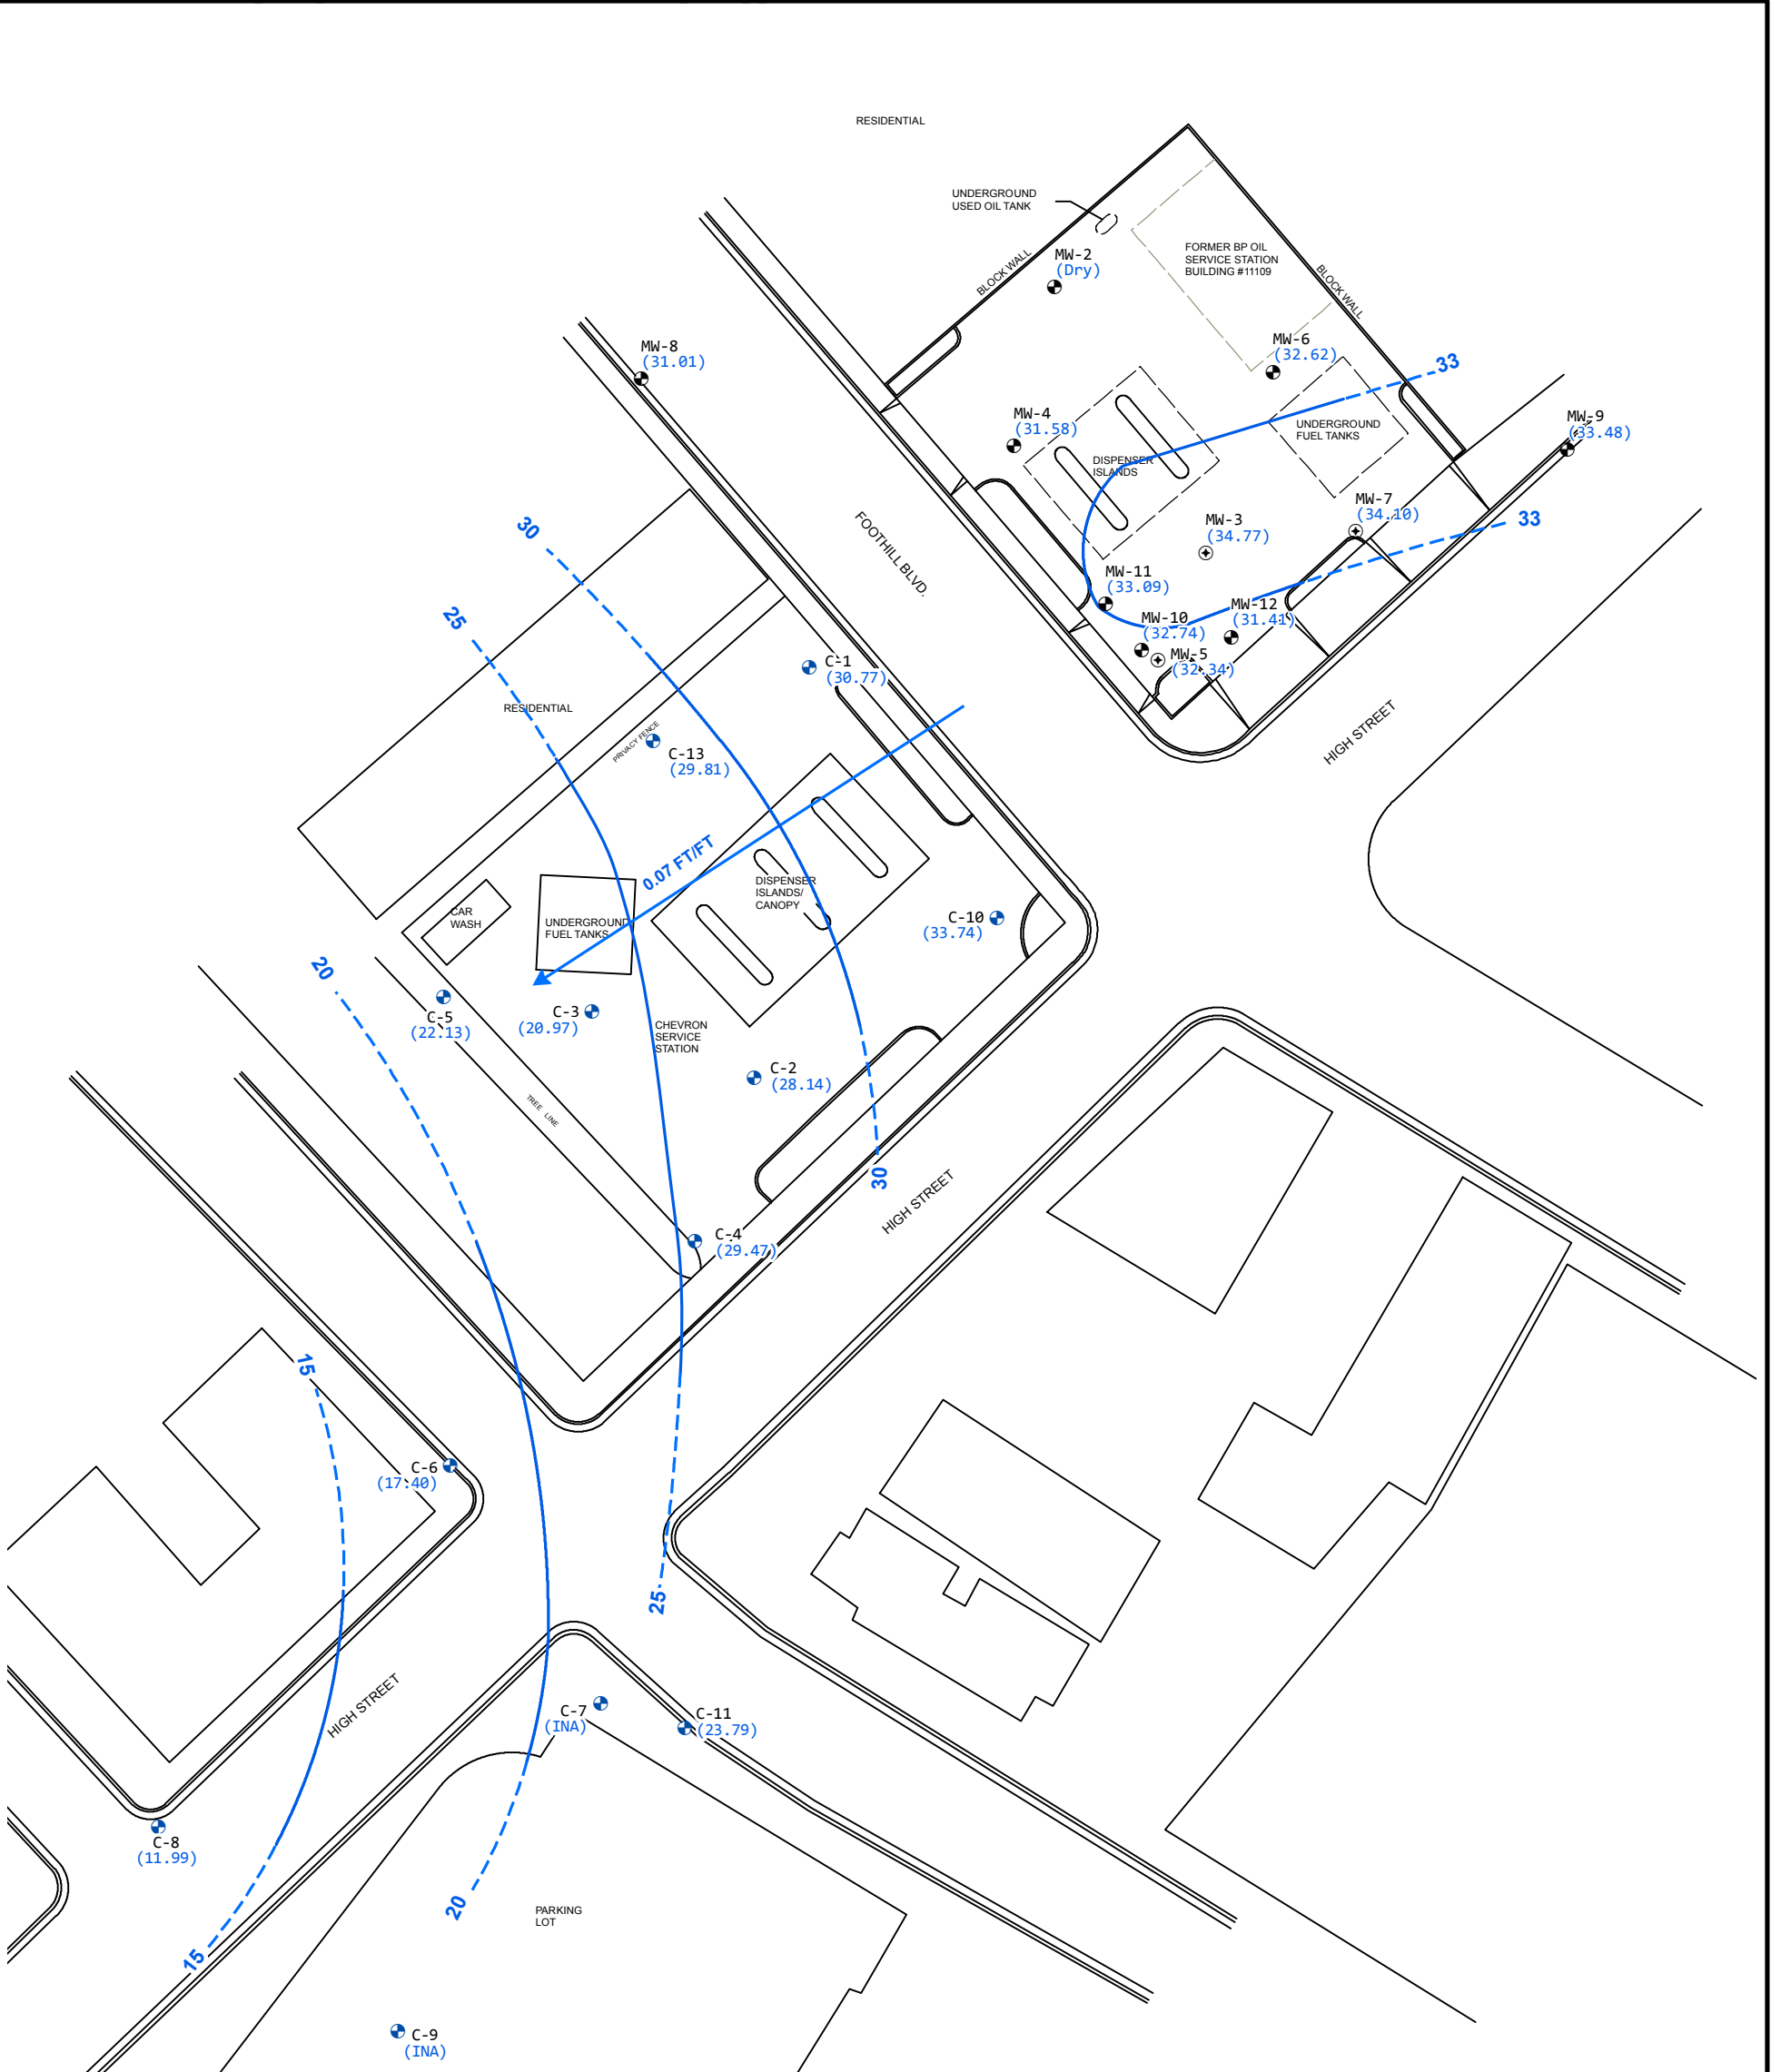 RESIDENTIAL
UNDERGROUND
USED OIL TANK
BLOCK WALL
MW-2
(Dry)
FORMER BP OIL
SERVICE STATION
BUILDING #11109
BLOCK WALL
MW-8
(31.01)
MW-6
(32.62)
33
MW-4
(31.58)
UNDERGROUND
FUEL TANKS
MW-9
(33.48)
DISPENSER
ISLANDS
MW-7
(34.10)
33
MW-3
(34.77)
30
FOOTHILL BLVD.
MW-11
(33.09)
MW-10
(32.74)
MW-12
(31.41)
MW-5
(32.34)
25
C-1
(30.77)
RESIDENTIAL
PRIVACY FENCE
C-13
(29.81)
HIGH STREET
0.07 FT/FT
DISPENSER
ISLANDS/
CANOPY
CAR
WASH
UNDERGROUND
FUEL TANKS
C-10
(33.74)
20
C-5
(22.13)
C-3
(20.97)
CHEVRON
SERVICE
STATION
C-2
(28.14)
TREE LINE
30
HIGH STREET
C-4
(29.47)
15
C-6
(17.40)
25
HIGH STREET
C-7
(INA)
C-11
(23.79)
C-8
(11.99)
20
PARKING
LOT
15
C-9
(INA)